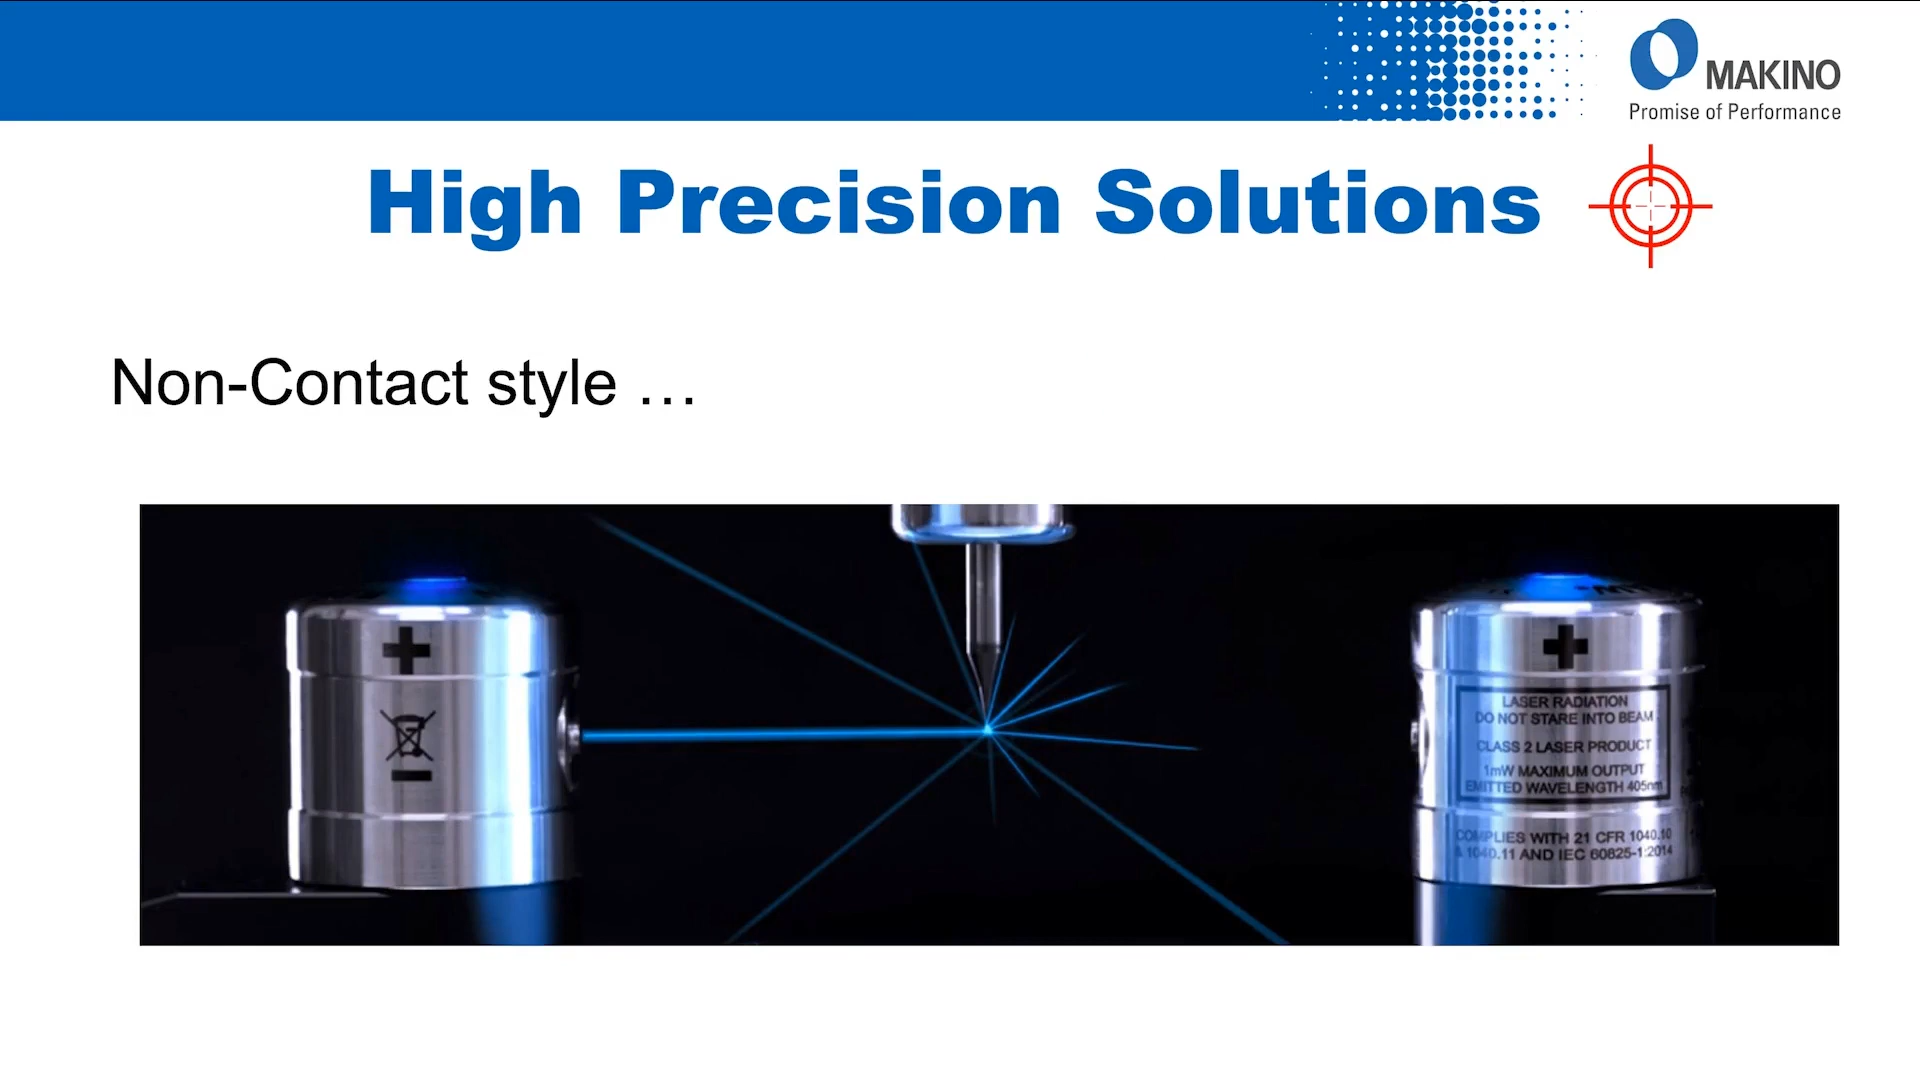 MAKINO
Promise of Performance
High Precision Solutions
Non-Contact style …
LASER RADIATION
DO NOT STARE INTO BEAM
CLASS 2 LASER PRODUCT
1mW MAXIMUM OUTPUT
EMITTED WAVELENGTH 405nm
COMPLIES WITH 21 CFR 1040.10
& 1040.11 AND IEC 60825-1:2014